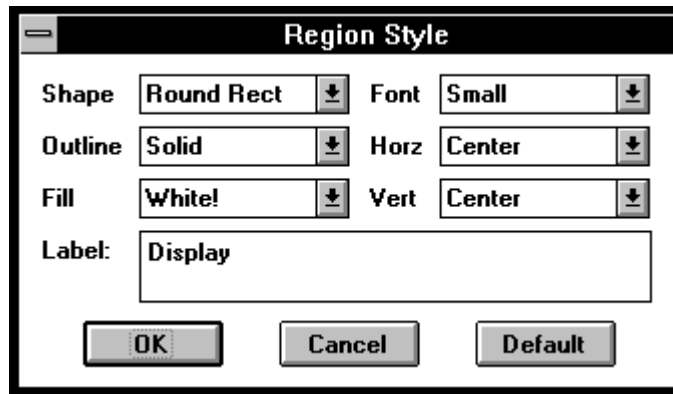 Region Style
Shape Round Rect Font Small
Outline Solid Horz Center
Fill White! Vert Center
Label: Display
OK Cancel Default